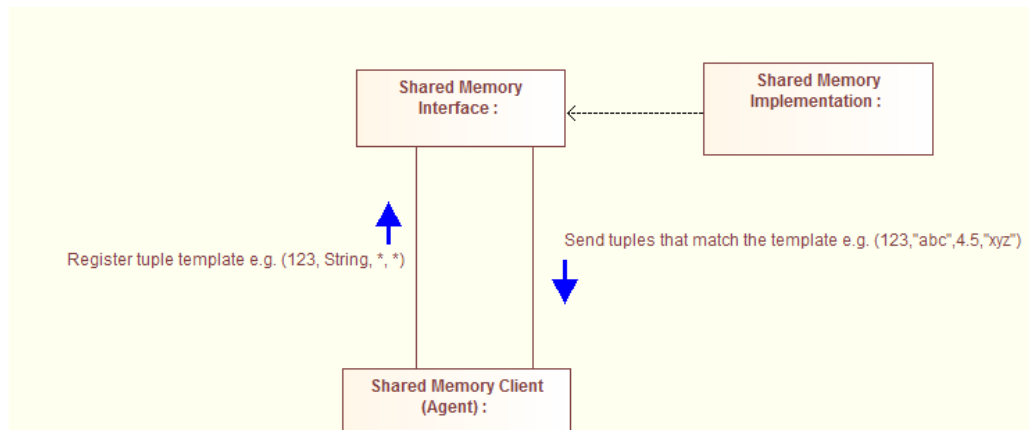 Shared Memory
Interface :
Shared Memory
Implementation :
Send tuples that match the template e.g. (123,"abc",4.5,"xyz")
Register tuple template e.g. (123, String, *, *)
Shared Memory Client
(Agent) :